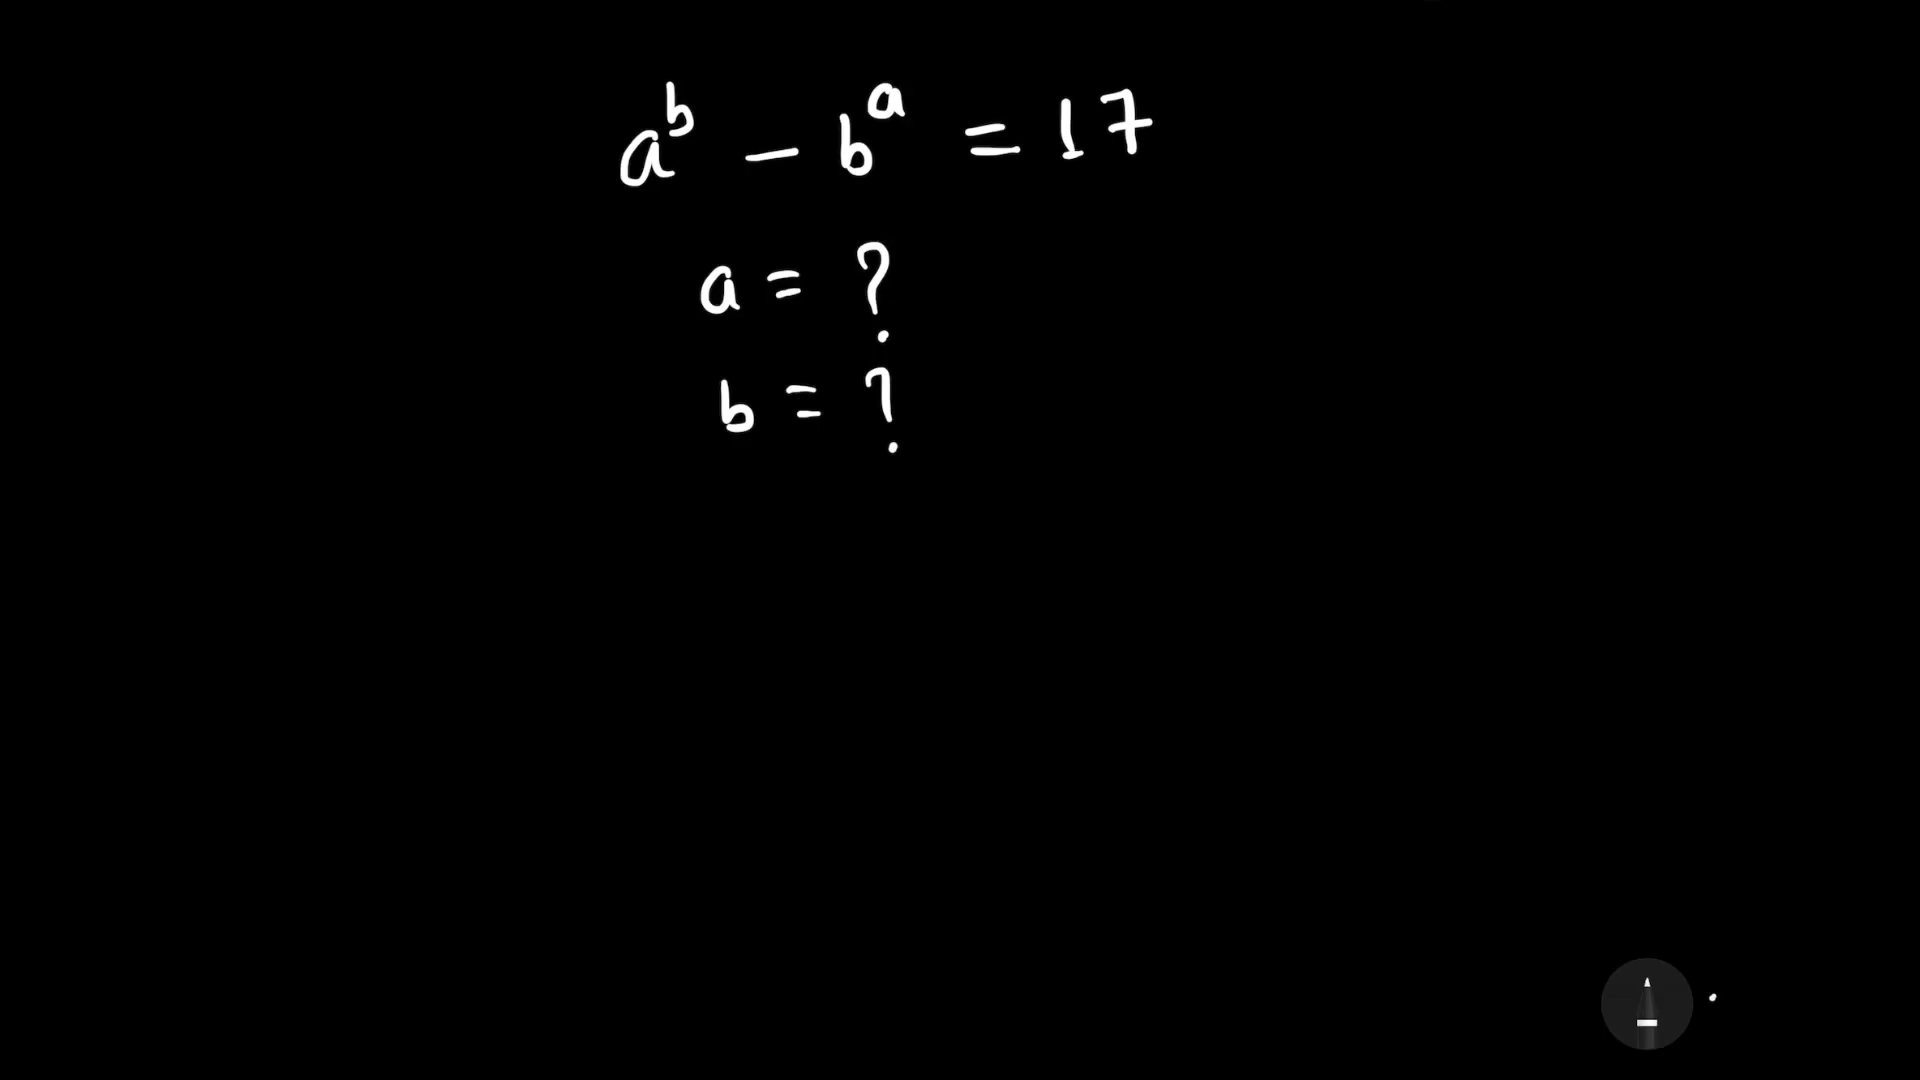 a^b - b^a = 17
a = ?
b = ?